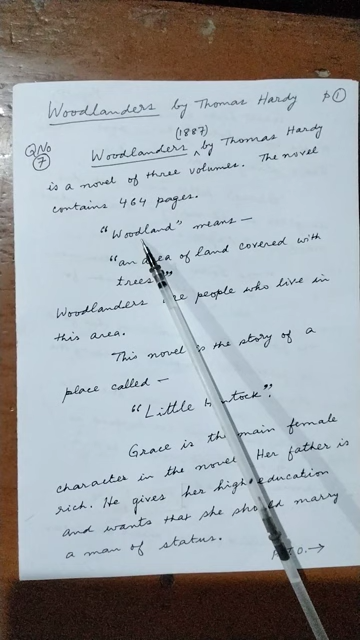 Woodlanders by Thomas Hardy P①
Q No 7
(1887)
Woodlanders ^ by Thomas Hardy
is a novel of three volumes. The novel
contains 464 pages.
"Woodland" means —
"an area of land covered with
trees"
Woodlanders are people who live in
this area.
This novel is the story of a
place called —
"Little Hintock".
Grace is the main female
character in the novel. Her father is
rich. He gives her high education
and wants that she should marry
a man of status.
P.T.O. →